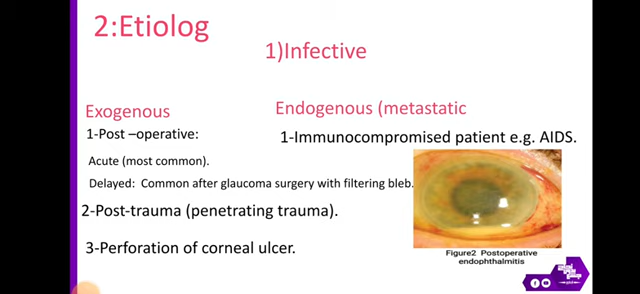 2:Etiolog
1)Infective
Exogenous
1-Post –operative:
Acute (most common).
Delayed: Common after glaucoma surgery with filtering bleb.
2-Post-trauma (penetrating trauma).
3-Perforation of corneal ulcer.
Endogenous (metastatic
1-Immunocompromised patient e.g. AIDS.
Figure2 Postoperative
endophthalmitis